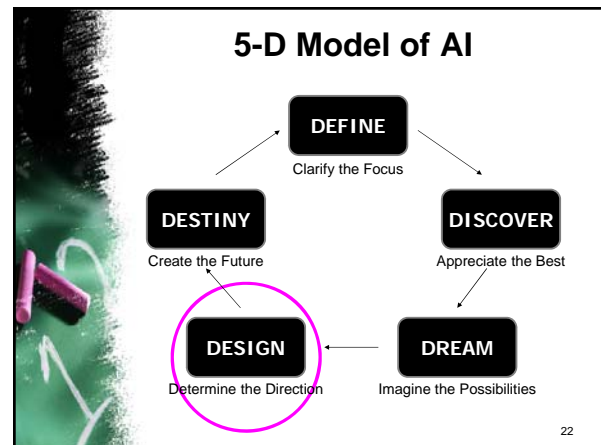 5-D Model of AI
DEFINE
Clarify the Focus
DESTINY
Create the Future
DISCOVER
Appreciate the Best
DESIGN
Determine the Direction
DREAM
Imagine the Possibilities
22